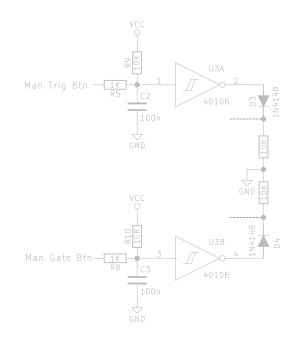 VCC
R9
10K
U3A
Man Trig Btn
1K
R5
1
2
C2
100n
40106
D3
1N4148
GND
10K
GND
10K
VCC
R10
10K
U3B
Man Gate Btn
1K
R8
3
4
C3
100n
40106
1N4148
D4
GND